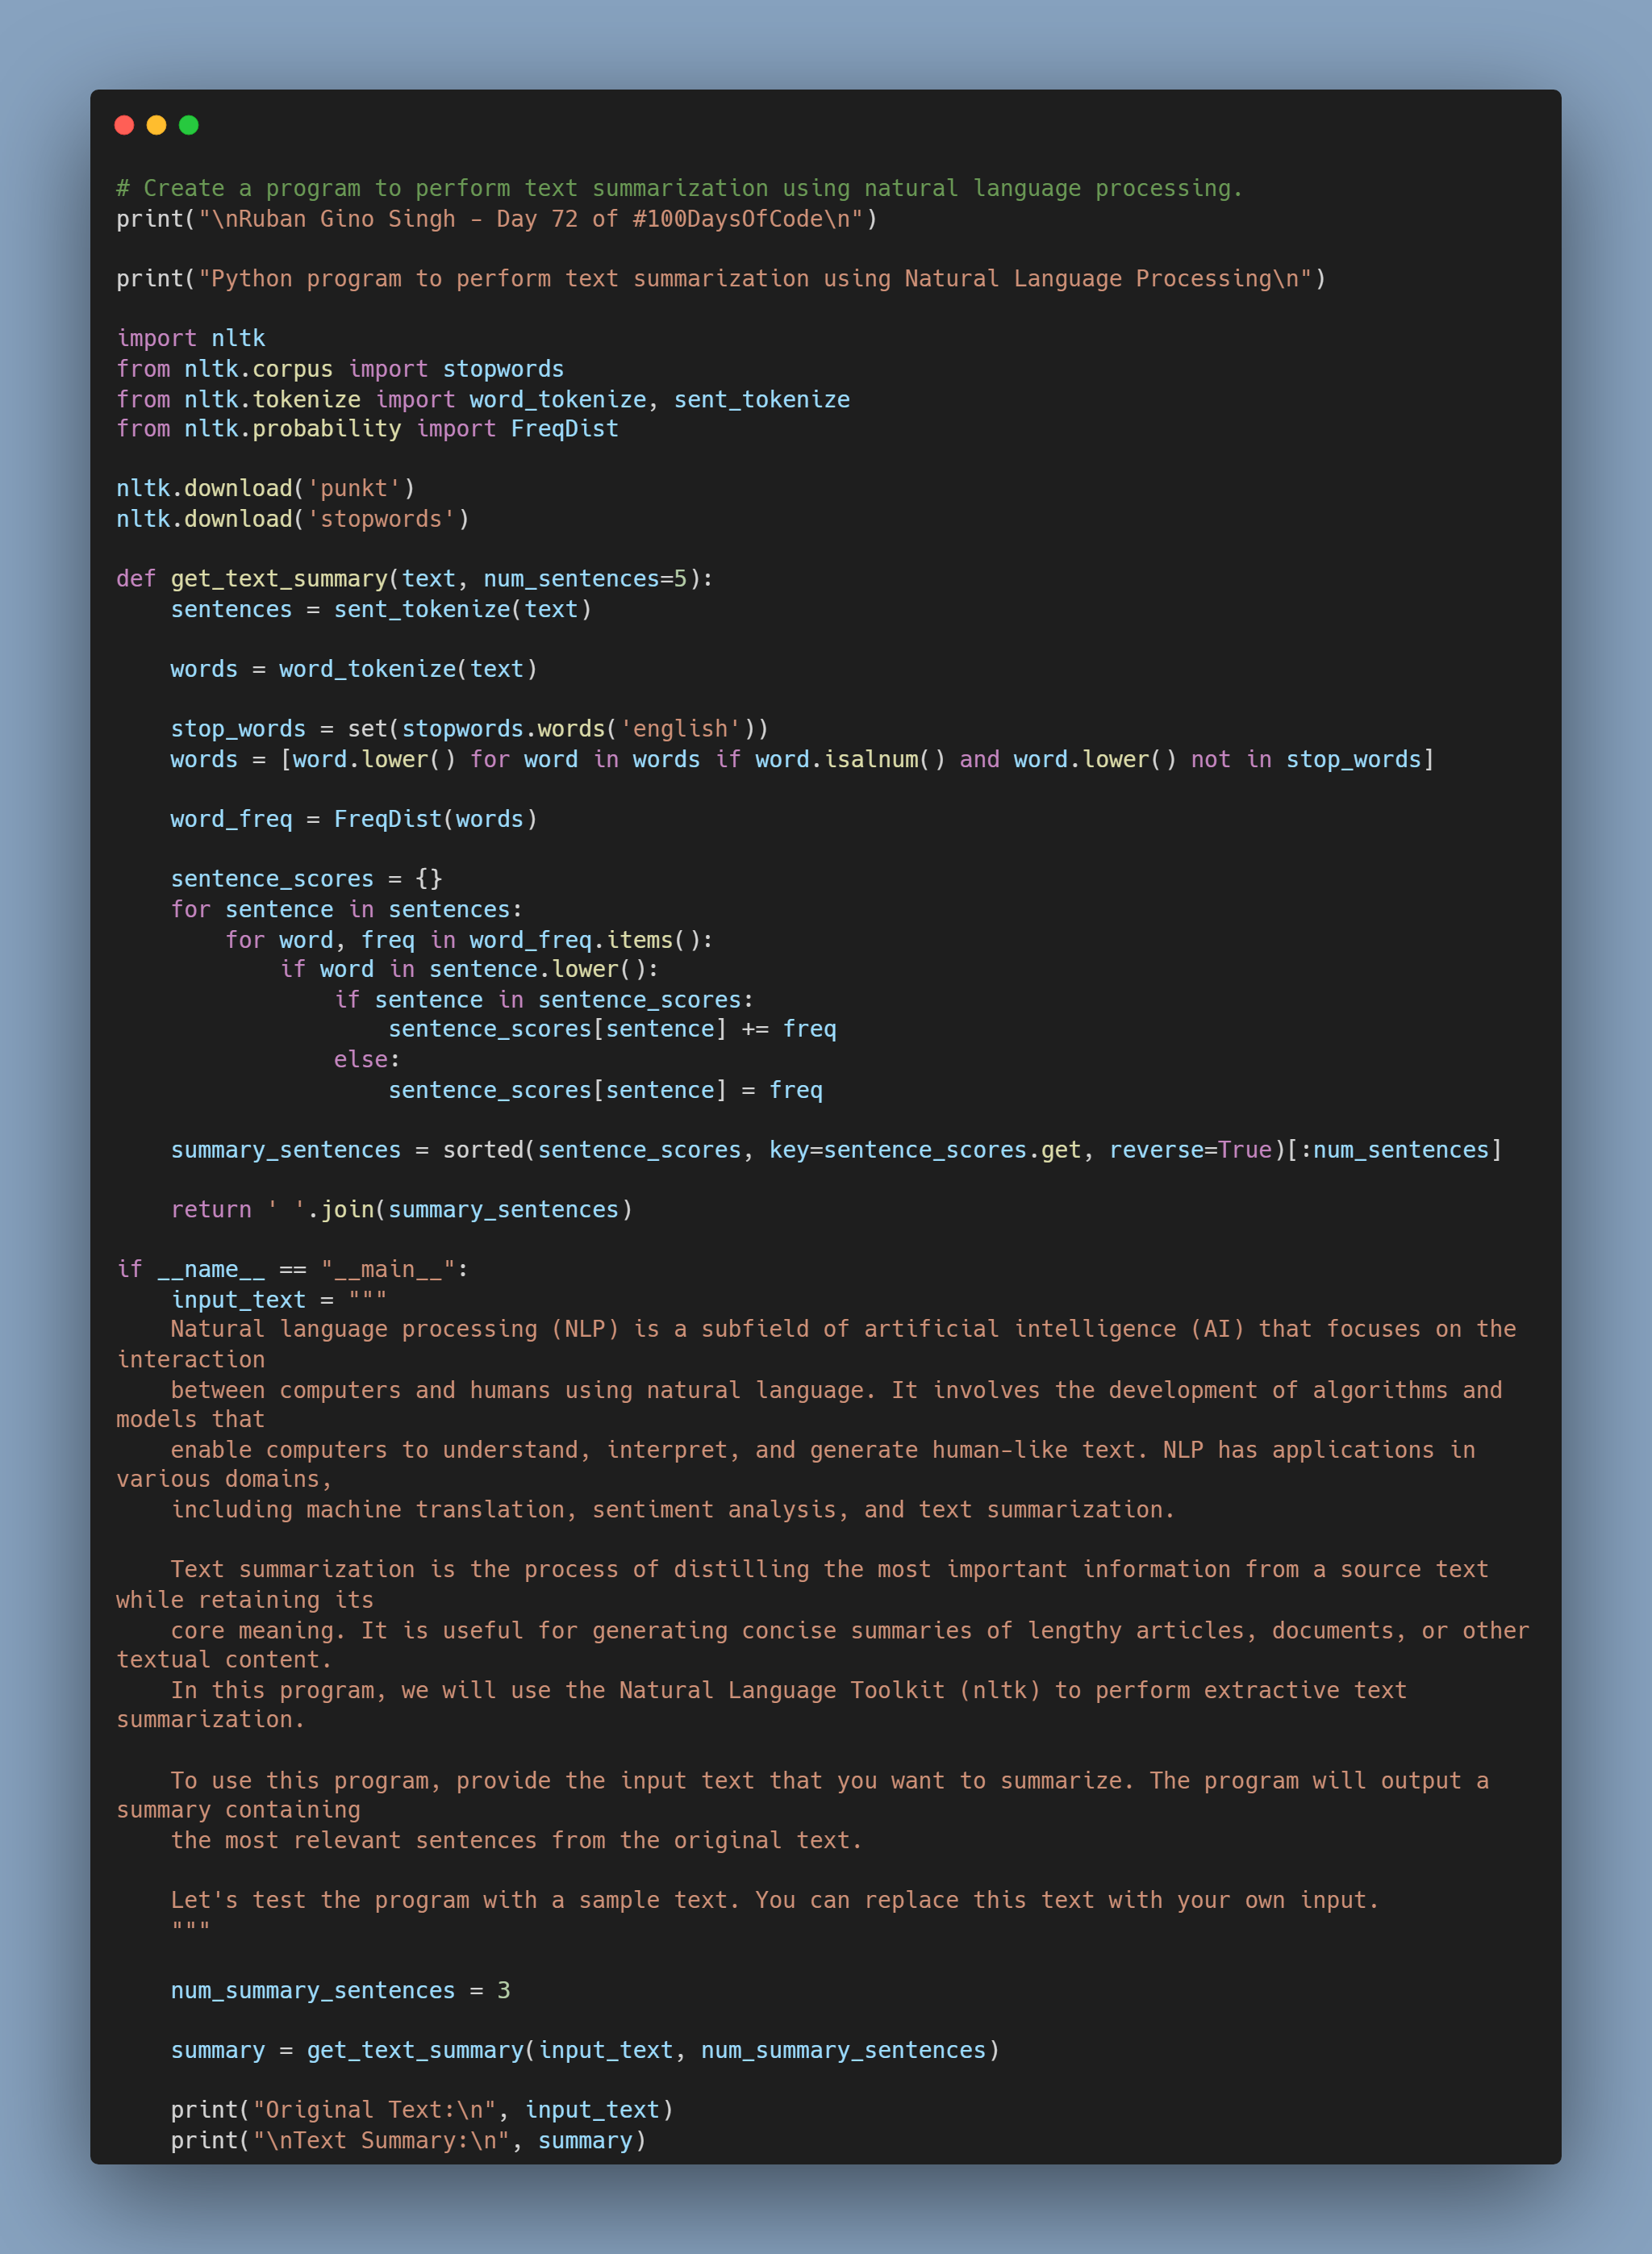 # Create a program to perform text summarization using natural language processing.
print("\nRuban Gino Singh - Day 72 of #100DaysOfCode\n")

print("Python program to perform text summarization using Natural Language Processing\n")

import nltk
from nltk.corpus import stopwords
from nltk.tokenize import word_tokenize, sent_tokenize
from nltk.probability import FreqDist

nltk.download('punkt')
nltk.download('stopwords')

def get_text_summary(text, num_sentences=5):
    sentences = sent_tokenize(text)

    words = word_tokenize(text)

    stop_words = set(stopwords.words('english'))
    words = [word.lower() for word in words if word.isalnum() and word.lower() not in stop_words]

    word_freq = FreqDist(words)

    sentence_scores = {}
    for sentence in sentences:
        for word, freq in word_freq.items():
            if word in sentence.lower():
                if sentence in sentence_scores:
                    sentence_scores[sentence] += freq
                else:
                    sentence_scores[sentence] = freq

    summary_sentences = sorted(sentence_scores, key=sentence_scores.get, reverse=True)[:num_sentences]

    return ' '.join(summary_sentences)

if __name__ == "__main__":
    input_text = """
    Natural language processing (NLP) is a subfield of artificial intelligence (AI) that focuses on the
interaction
    between computers and humans using natural language. It involves the development of algorithms and
models that
    enable computers to understand, interpret, and generate human-like text. NLP has applications in
various domains,
    including machine translation, sentiment analysis, and text summarization.

    Text summarization is the process of distilling the most important information from a source text
while retaining its
    core meaning. It is useful for generating concise summaries of lengthy articles, documents, or other
textual content.
    In this program, we will use the Natural Language Toolkit (nltk) to perform extractive text
summarization.

    To use this program, provide the input text that you want to summarize. The program will output a
summary containing
    the most relevant sentences from the original text.

    Let's test the program with a sample text. You can replace this text with your own input.
    """

    num_summary_sentences = 3

    summary = get_text_summary(input_text, num_summary_sentences)

    print("Original Text:\n", input_text)
    print("\nText Summary:\n", summary)